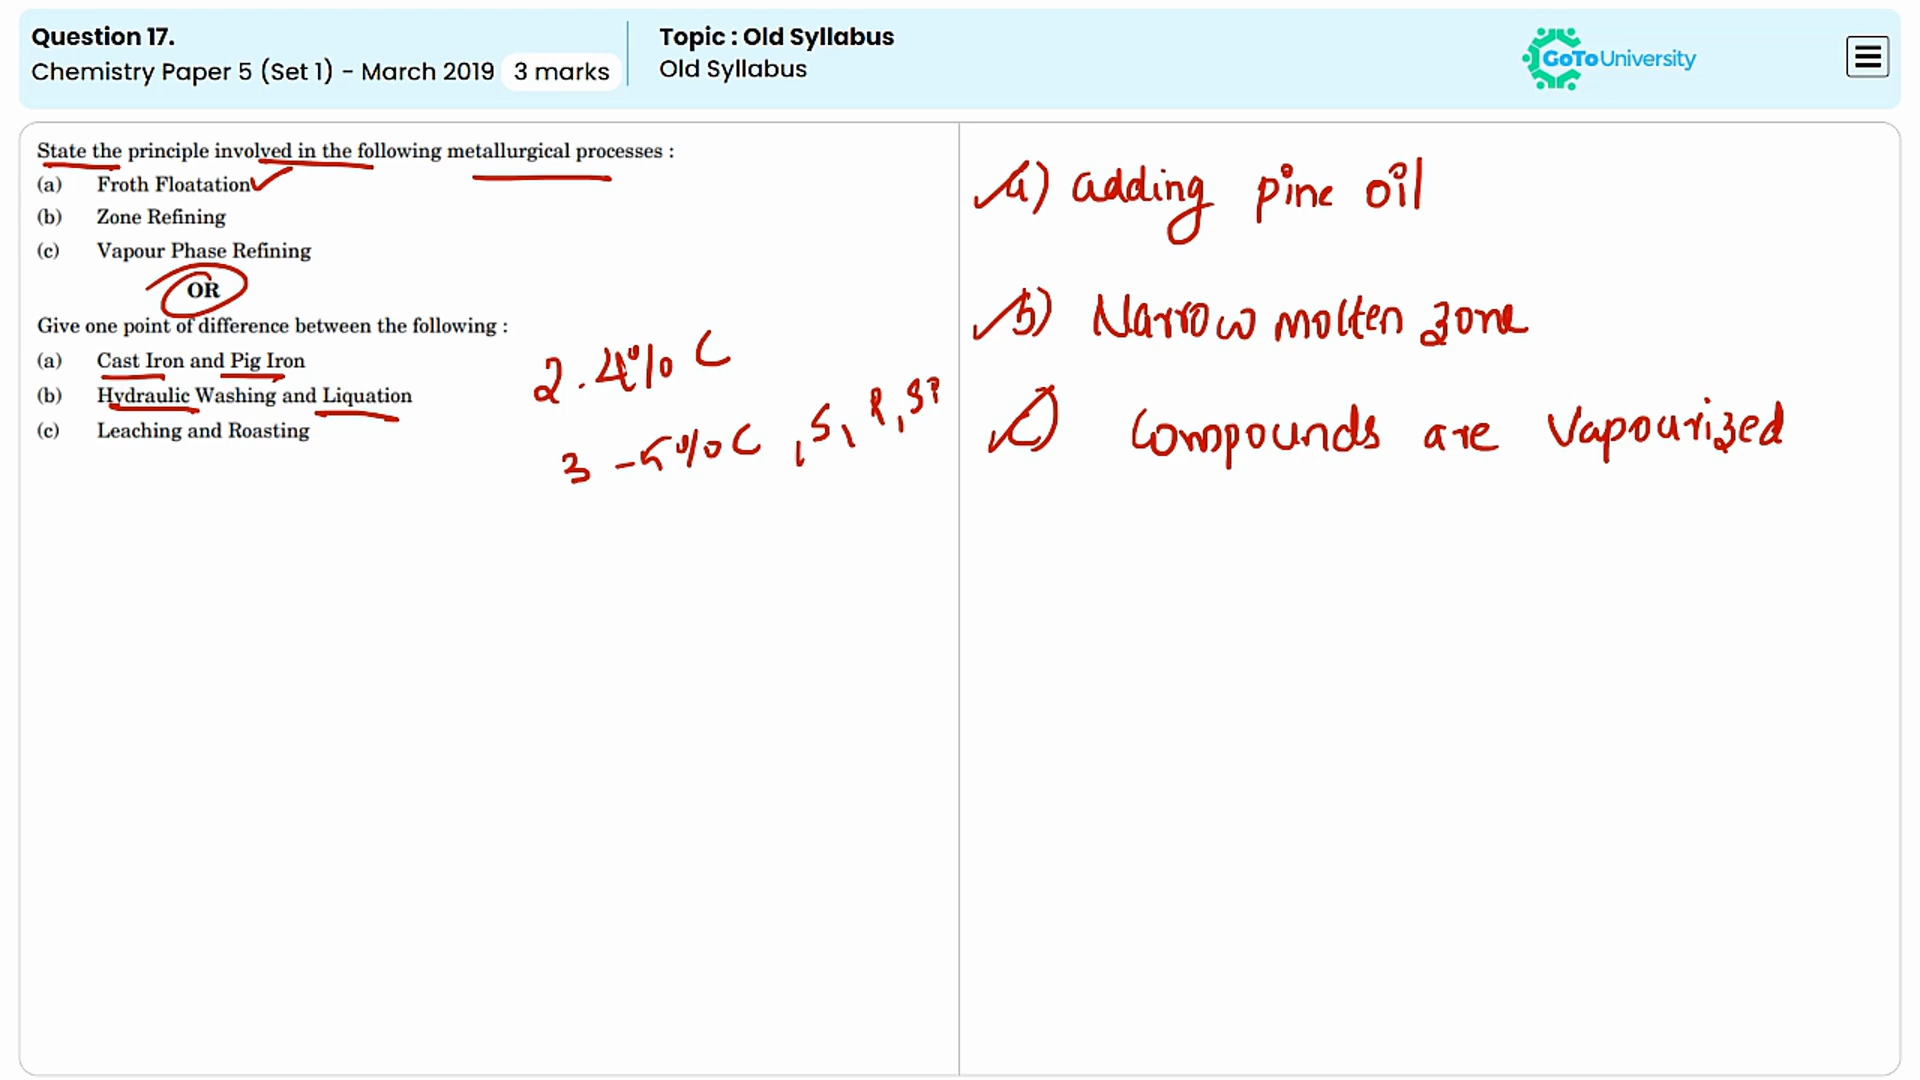 Question 17.
Chemistry Paper 5 (Set 1) - March 2019 3 marks
Topic : Old Syllabus
Old Syllabus
GoToUniversity
State the principle involved in the following metallurgical processes :
(a) Froth Floatation
(b) Zone Refining
(c) Vapour Phase Refining
OR
Give one point of difference between the following :
(a) Cast Iron and Pig Iron
(b) Hydraulic Washing and Liquation
(c) Leaching and Roasting
2.4% C
3-5% C, S, P, Si
a) adding pine oil
b) Narrow molten zone
c) Compounds are Vapourized